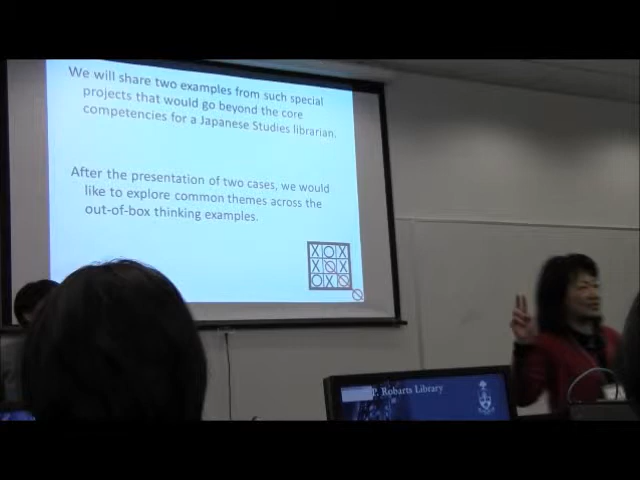 We will share two examples from such special
projects that would go beyond the core
competencies for a Japanese Studies librarian.
After the presentation of two cases, we would
like to explore common themes across the
out-of-box thinking examples.
X O X
X O X
O X O
P. Robarts Library